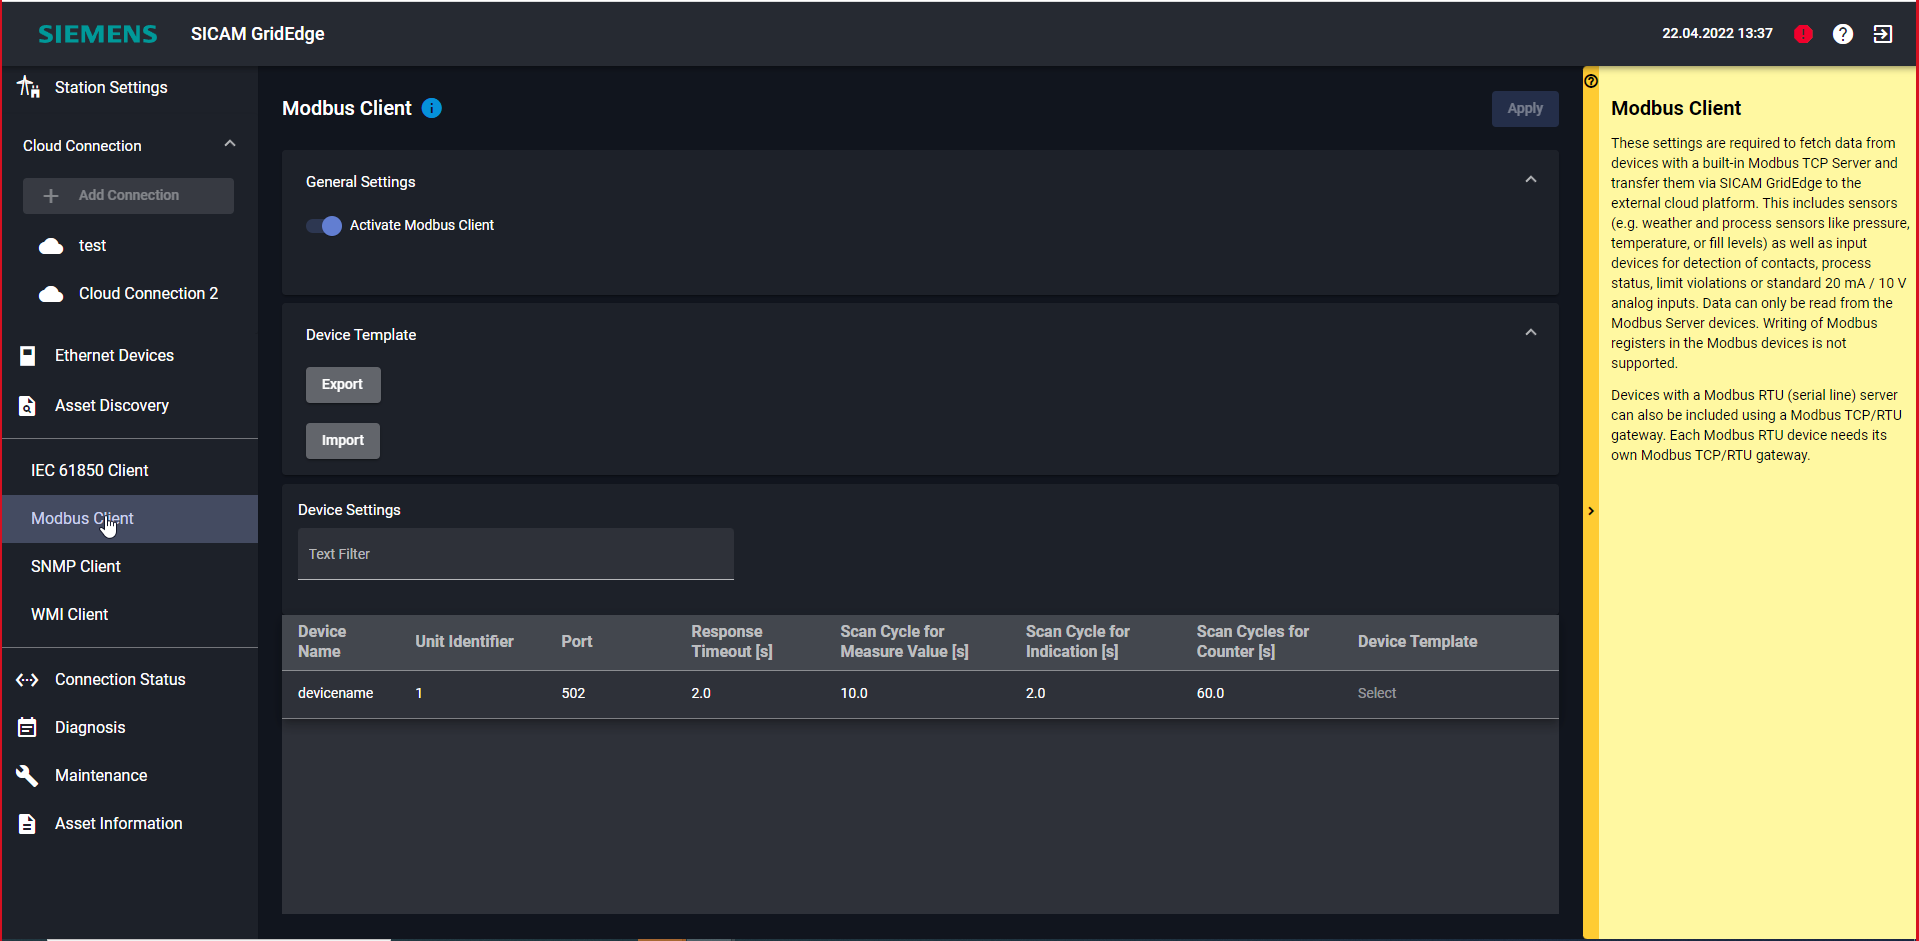 SIEMENS
SICAM GridEdge
22.04.2022 13:37
Station Settings
Cloud Connection
Add Connection
test
Cloud Connection 2
Ethernet Devices
Asset Discovery
IEC 61850 Client
Modbus Client
SNMP Client
WMI Client
Connection Status
Diagnosis
Maintenance
Asset Information
Modbus Client
Apply
General Settings
Activate Modbus Client
Device Template
Export
Import
Device Settings
Text Filter
Device Name Unit Identifier Port Response Timeout [s] Scan Cycle for Measure Value [s] Scan Cycle for Indication [s] Scan Cycles for Counter [s] Device Template
devicename 1 502 2.0 10.0 2.0 60.0 Select
Modbus Client
These settings are required to fetch data from
devices with a built-in Modbus TCP Server and
transfer them via SICAM GridEdge to the
external cloud platform. This includes sensors
(e.g. weather and process sensors like pressure,
temperature, or fill levels) as well as input
devices for detection of contacts, process
status, limit violations or standard 20 mA / 10 V
analog inputs. Data can only be read from the
Modbus Server devices. Writing of Modbus
registers in the Modbus devices is not
supported.
Devices with a Modbus RTU (serial line) server
can also be included using a Modbus TCP/RTU
gateway. Each Modbus RTU device needs its
own Modbus TCP/RTU gateway.